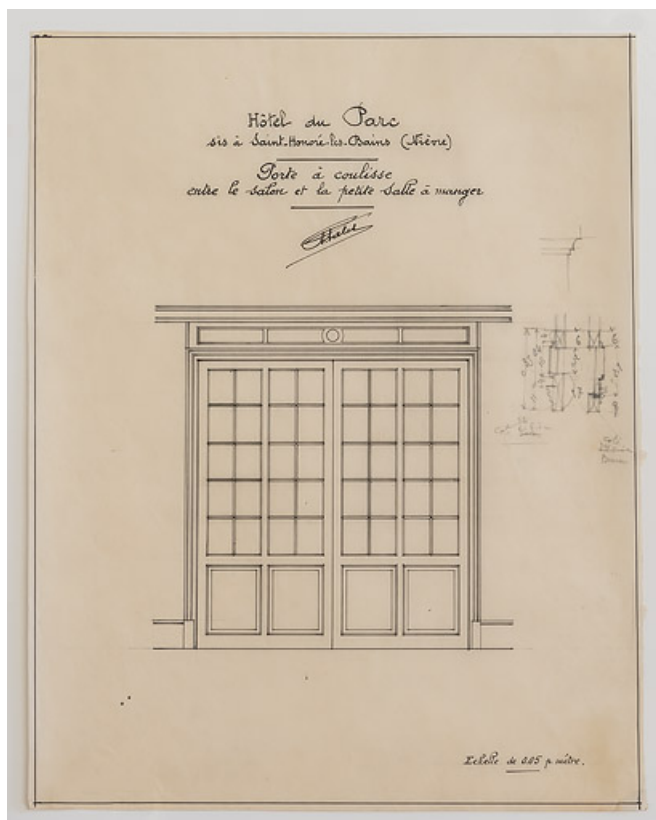 Hôtel du Parc
sis à Saint-Honoré-les-Bains (Nièvre)
Porte à coulisse
entre le salon et la petite salle à manger
Echelle de 0.05 p. mètre.